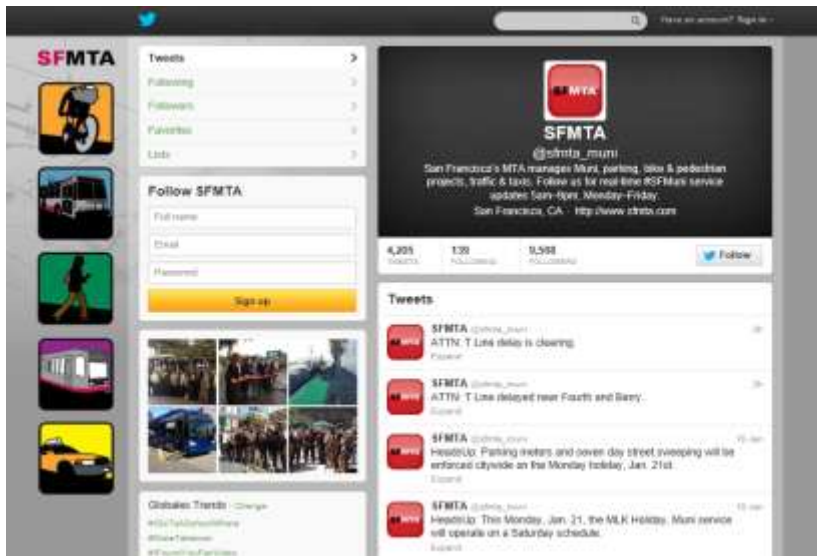 Have an account? Sign in
SFMTA
Tweets
Following
Followers
Favorites
Lists
Follow SFMTA
Full name
Email
Password
Sign up
Globales Trends · Change
SFMTA
SFMTA
@sfmta_muni
San Francisco's MTA manages Muni, parking, bike & pedestrian
projects, traffic & taxis. Follow us for real-time #SFMuni service
updates 5am-9pm, Monday-Friday.
San Francisco, CA · http://www.sfmta.com
4,205
TWEETS
139
FOLLOWING
9,588
FOLLOWERS
Follow
Tweets
SFMTA @sfmta_muni
ATTN: T Line delay is clearing.
Expand
SFMTA @sfmta_muni
ATTN: T Line delayed near Fourth and Berry.
Expand
SFMTA @sfmta_muni
HeadsUp: Parking meters and seven day street sweeping will be
enforced citywide on the Monday holiday, Jan. 21st.
Expand
SFMTA @sfmta_muni
HeadsUp: This Monday, Jan. 21, the MLK Holiday, Muni service
will operate on a Saturday schedule.
Expand